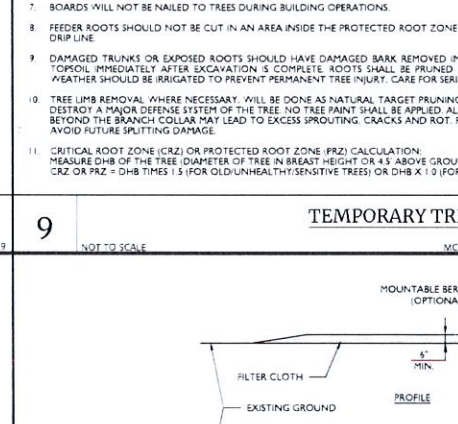 7. BOARDS WILL NOT BE NAILED TO TREES DURING BUILDING OPERATIONS.
8. FEEDER ROOTS SHOULD NOT BE CUT IN AN AREA INSIDE THE PROTECTED ROOT ZONE
DRIP LINE.
9. DAMAGED TRUNKS OR EXPOSED ROOTS SHOULD HAVE DAMAGED BARK REMOVED IM
TOPSOIL IMMEDIATELY AFTER EXCAVATION IS COMPLETE. ROOTS SHALL BE PRUNED
WEATHER SHOULD BE IRRIGATED TO PREVENT PERMANENT TREE INJURY. CARE FOR SERI
10. TREE LIMB REMOVAL WHERE NECESSARY, WILL BE DONE AS NATURAL TARGET PRUNING
DESTROY A MAJOR DEFENSE SYSTEM OF THE TREE. NO TREE PAINT SHALL BE APPLIED. AL
BEYOND THE BRANCH COLLAR MAY LEAD TO EXCESS SPROUTING, CRACKS AND ROT.
AVOID FUTURE SPLITTING DAMAGE.
11. CRITICAL ROOT ZONE (CRZ) OR PROTECTED ROOT ZONE (PRZ) CALCULATION:
MEASURE DHB OF THE TREE (DIAMETER OF TREE IN BREAST HEIGHT OR 4.5' ABOVE GROU
CRZ OR PRZ = DHB TIMES 1.5 (FOR OLD/UNHEALTHY/SENSITIVE TREES) OR DHB X 1.0 (FOR
9 TEMPORARY TRE
9 NOT TO SCALE MC
MOUNTABLE BER
(OPTIONA
6"
MIN.
FILTER CLOTH
PROFILE
EXISTING GROUND